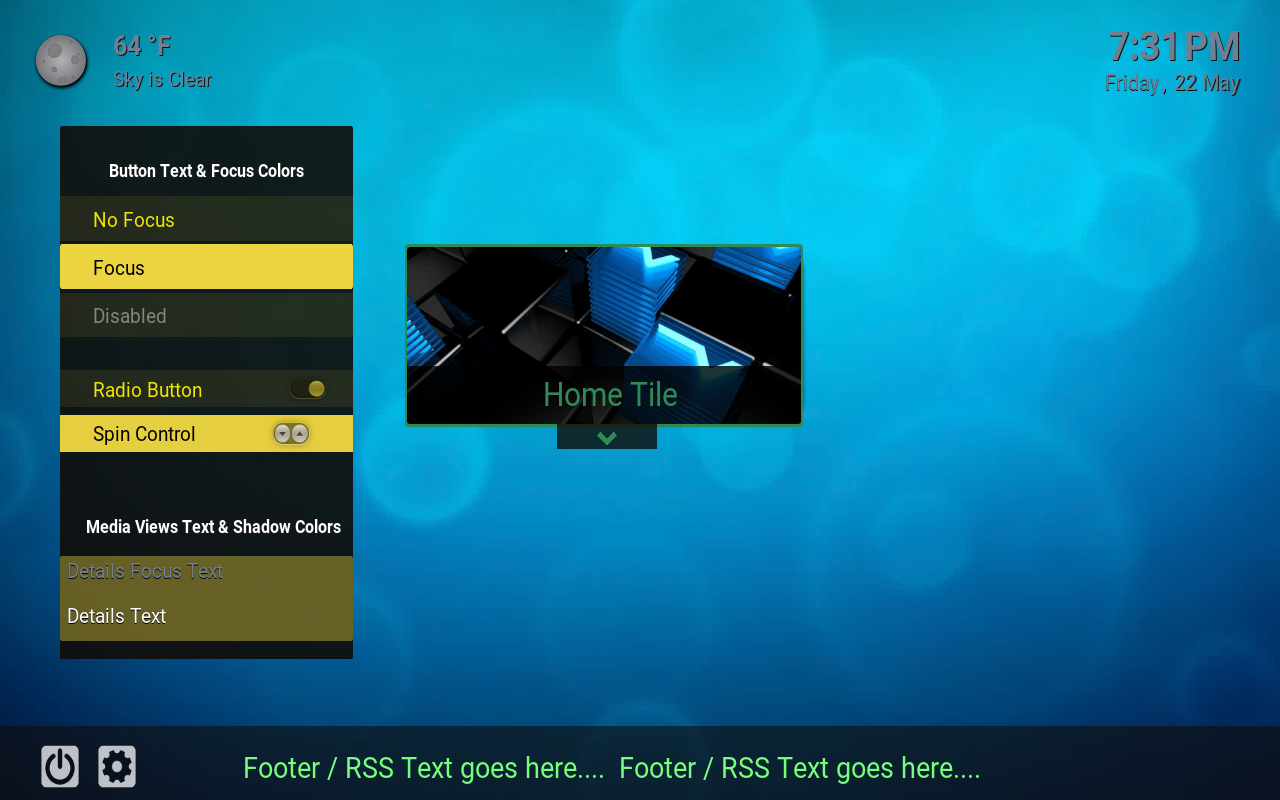 64 °F
Sky is Clear
7:31 PM
Friday, 22 May
Button Text & Focus Colors
No Focus
Focus
Disabled
Radio Button
Spin Control
Media Views Text & Shadow Colors
Details Focus Text
Details Text
Home Tile
Footer / RSS Text goes here.... Footer / RSS Text goes here....